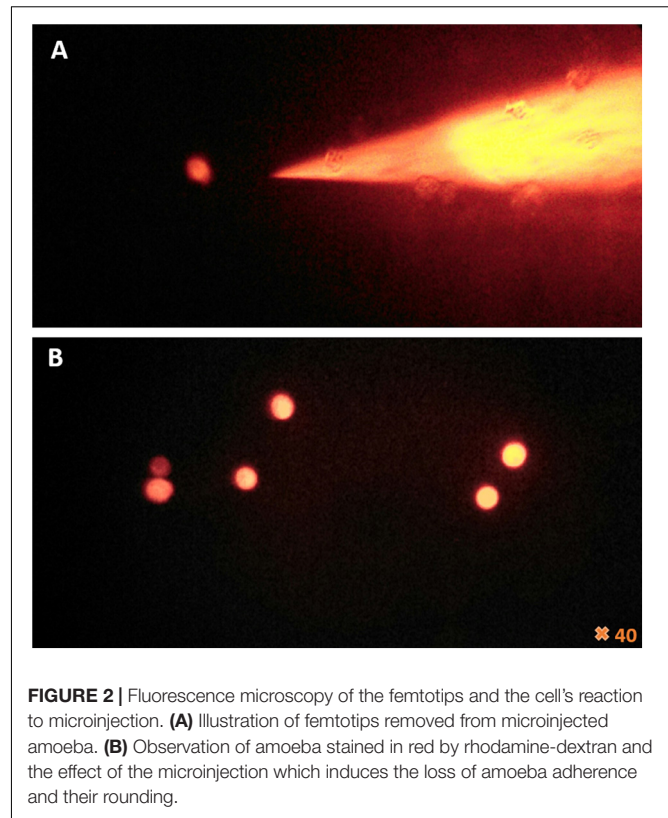 A
B
✖ 40
FIGURE 2 | Fluorescence microscopy of the femtotips and the cell's reaction
to microinjection. (A) Illustration of femtotips removed from microinjected
amoeba. (B) Observation of amoeba stained in red by rhodamine-dextran and
the effect of the microinjection which induces the loss of amoeba adherence
and their rounding.